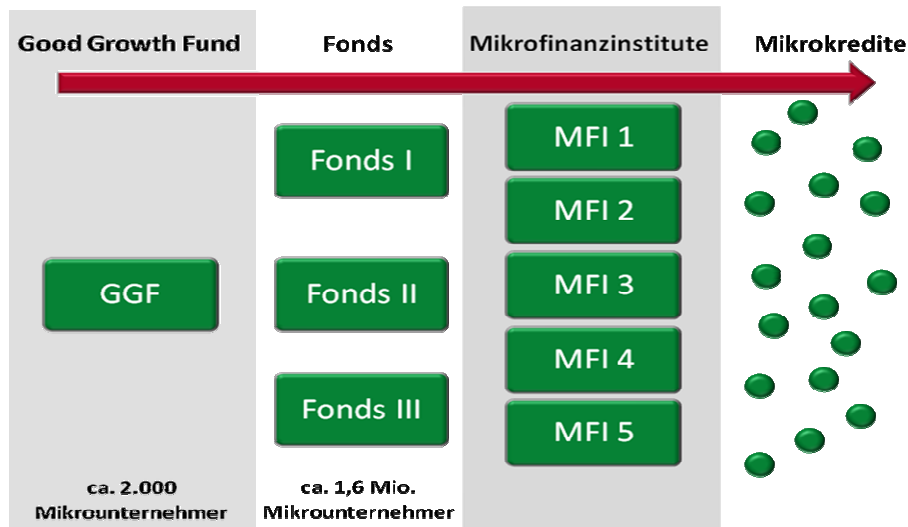 Good Growth Fund
Fonds
Mikrofinanzinstitute
Mikrokredite
GGF
Fonds I
Fonds II
Fonds III
MFI 1
MFI 2
MFI 3
MFI 4
MFI 5
ca. 2.000
Mikrounternehmer
ca. 1,6 Mio.
Mikrounternehmer